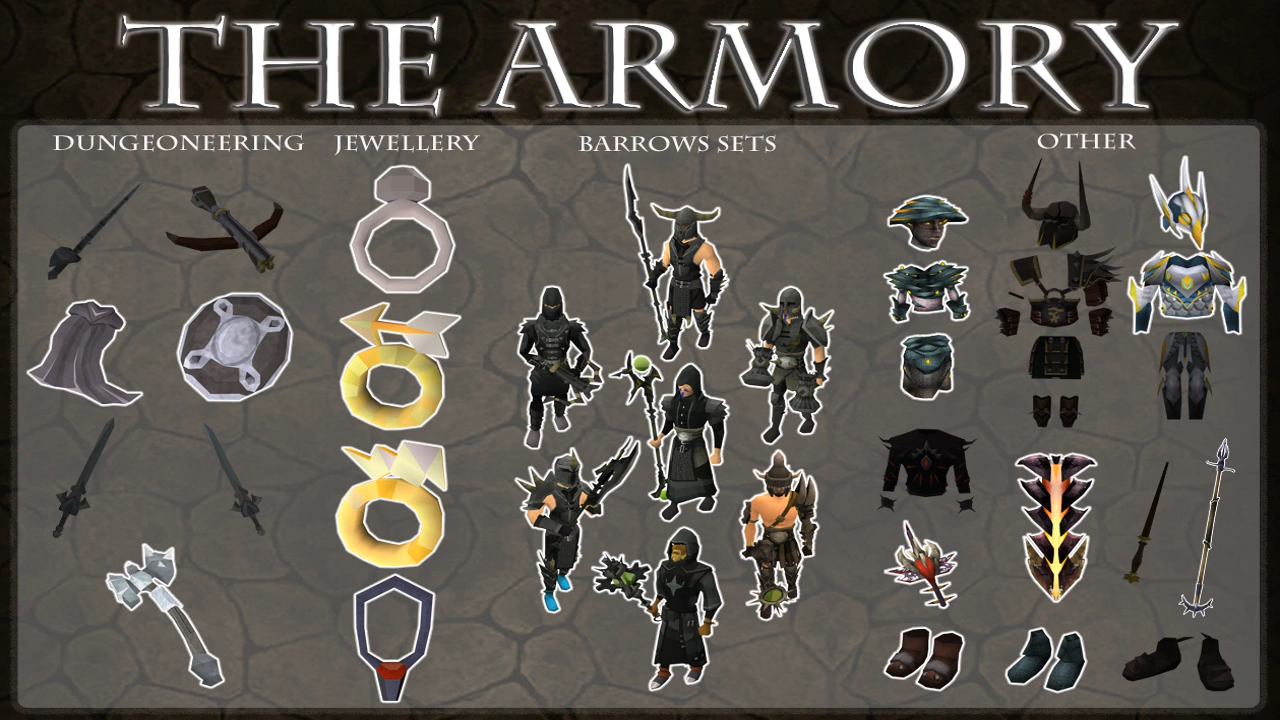 THE ARMORY
DUNGEONEERING
JEWELLERY
BARROWS SETS
OTHER